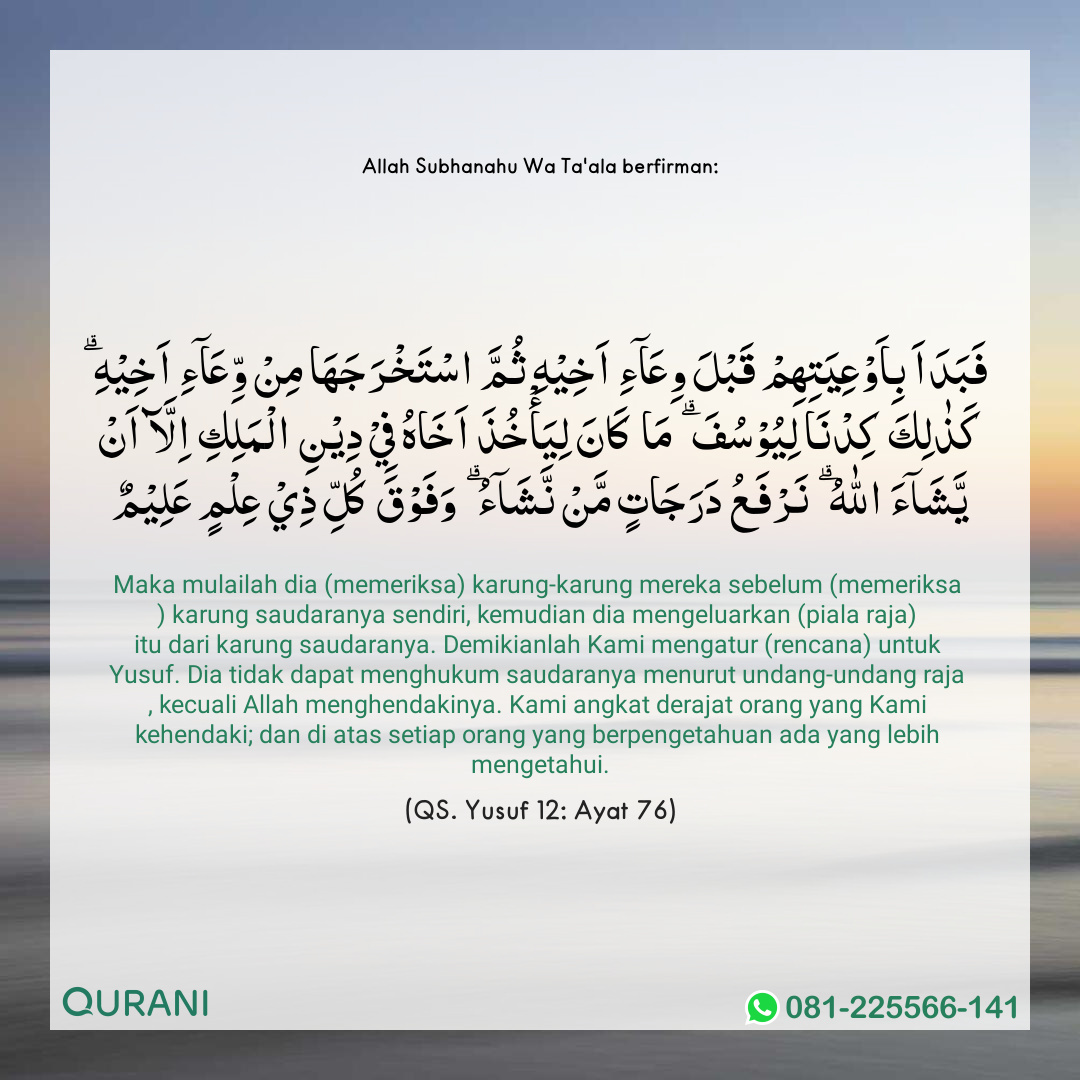 Allah Subhanahu Wa Ta'ala berfirman:
فَبَدَاَ بِاَوْعِيَتِهِمْ قَبْلَ وِعَاۤءِ اَخِيْهِ ثُمَّ اسْتَخْرَجَهَا مِنْ وِّعَاۤءِ اَخِيْهِۗ
كَذٰلِكَ كِدْنَا لِيُوْسُفَۗ مَا كَانَ لِيَأْخُذَ اَخَاهُ فِيْ دِيْنِ الْمَلِكِ اِلَّآ اَنْ
يَّشَاۤءَ اللّٰهُۗ نَرْفَعُ دَرَجَاتٍ مَّنْ نَّشَاۤءُۗ وَفَوْقَ كُلِّ ذِيْ عِلْمٍ عَلِيْمٌ
Maka mulailah dia (memeriksa) karung-karung mereka sebelum (memeriksa
) karung saudaranya sendiri, kemudian dia mengeluarkan (piala raja)
itu dari karung saudaranya. Demikianlah Kami mengatur (rencana) untuk
Yusuf. Dia tidak dapat menghukum saudaranya menurut undang-undang raja
, kecuali Allah menghendakinya. Kami angkat derajat orang yang Kami
kehendaki; dan di atas setiap orang yang berpengetahuan ada yang lebih
mengetahui.
(QS. Yusuf 12: Ayat 76)
QURANI
081-225566-141